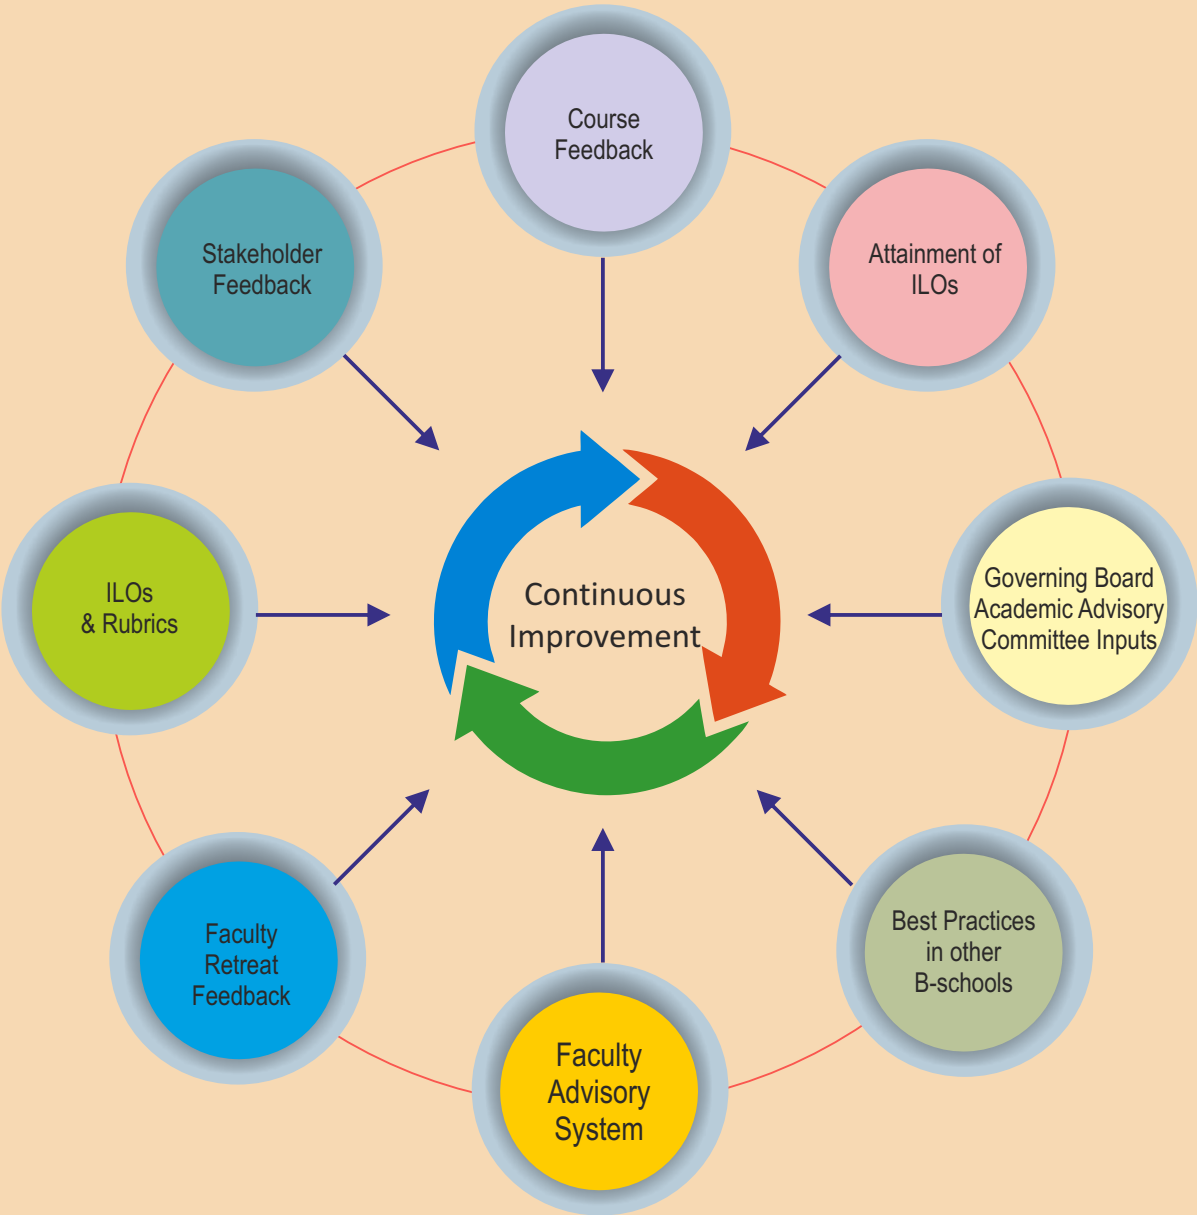 Course
Feedback
Stakeholder
Feedback
Attainment of
ILOs
ILOs
& Rubrics
Continuous
Improvement
Governing Board
Academic Advisory
Committee Inputs
Faculty
Retreat
Feedback
Best Practices
in other
B-schools
Faculty
Advisory
System